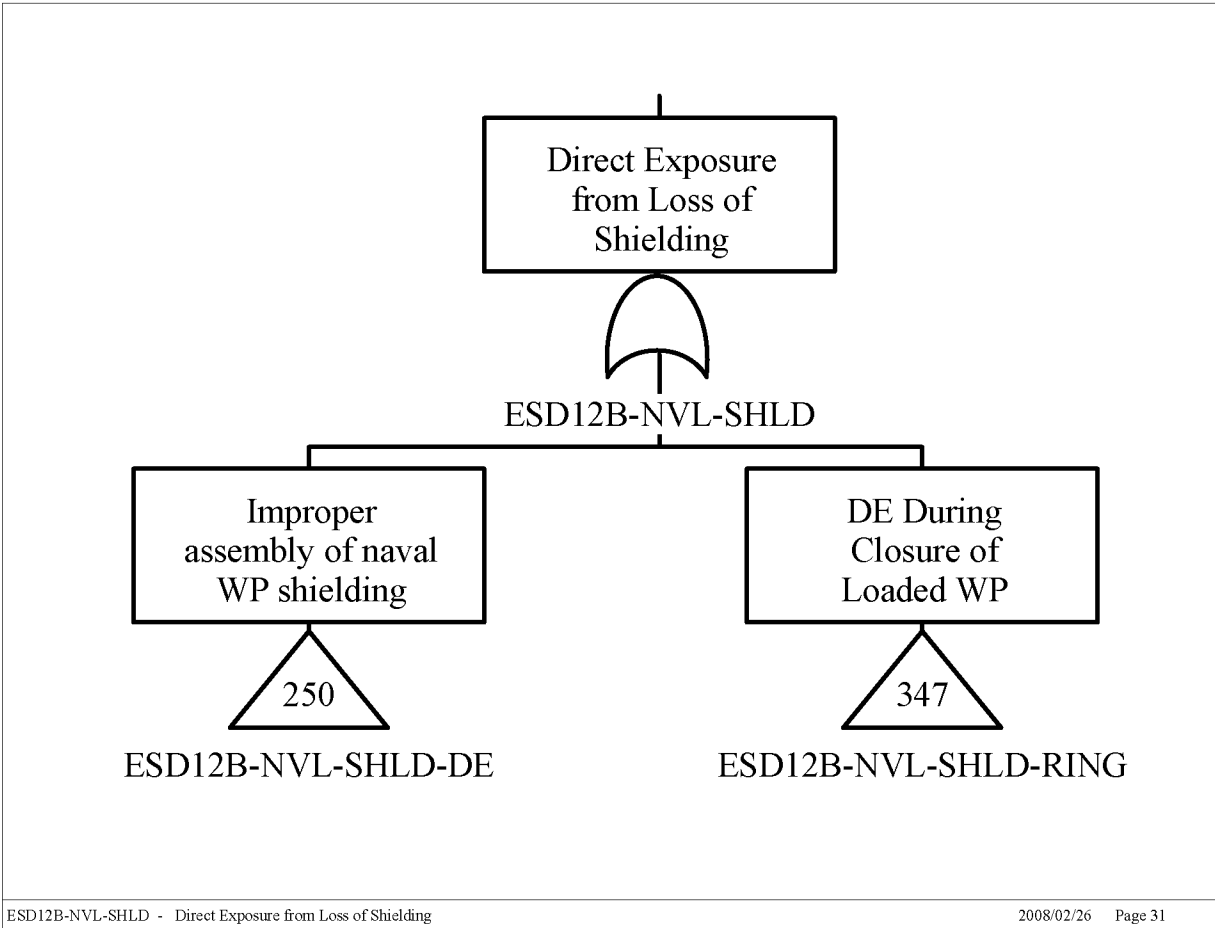 Direct Exposure
from Loss of
Shielding
ESD12B-NVL-SHLD
Improper
assembly of naval
WP shielding
250
ESD12B-NVL-SHLD-DE
DE During
Closure of
Loaded WP
347
ESD12B-NVL-SHLD-RING
ESD12B-NVL-SHLD - Direct Exposure from Loss of Shielding 2008/02/26 Page 31